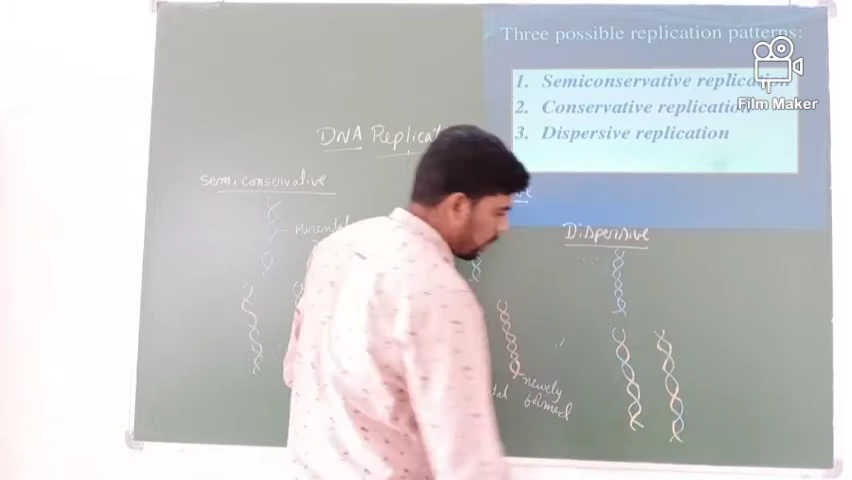 Three possible replication patterns:
1. Semiconservative replication
2. Conservative replication
3. Dispersive replication
Film Maker
DNA Replicat
Semiconservative
Parental
Dispersive
newly
formed